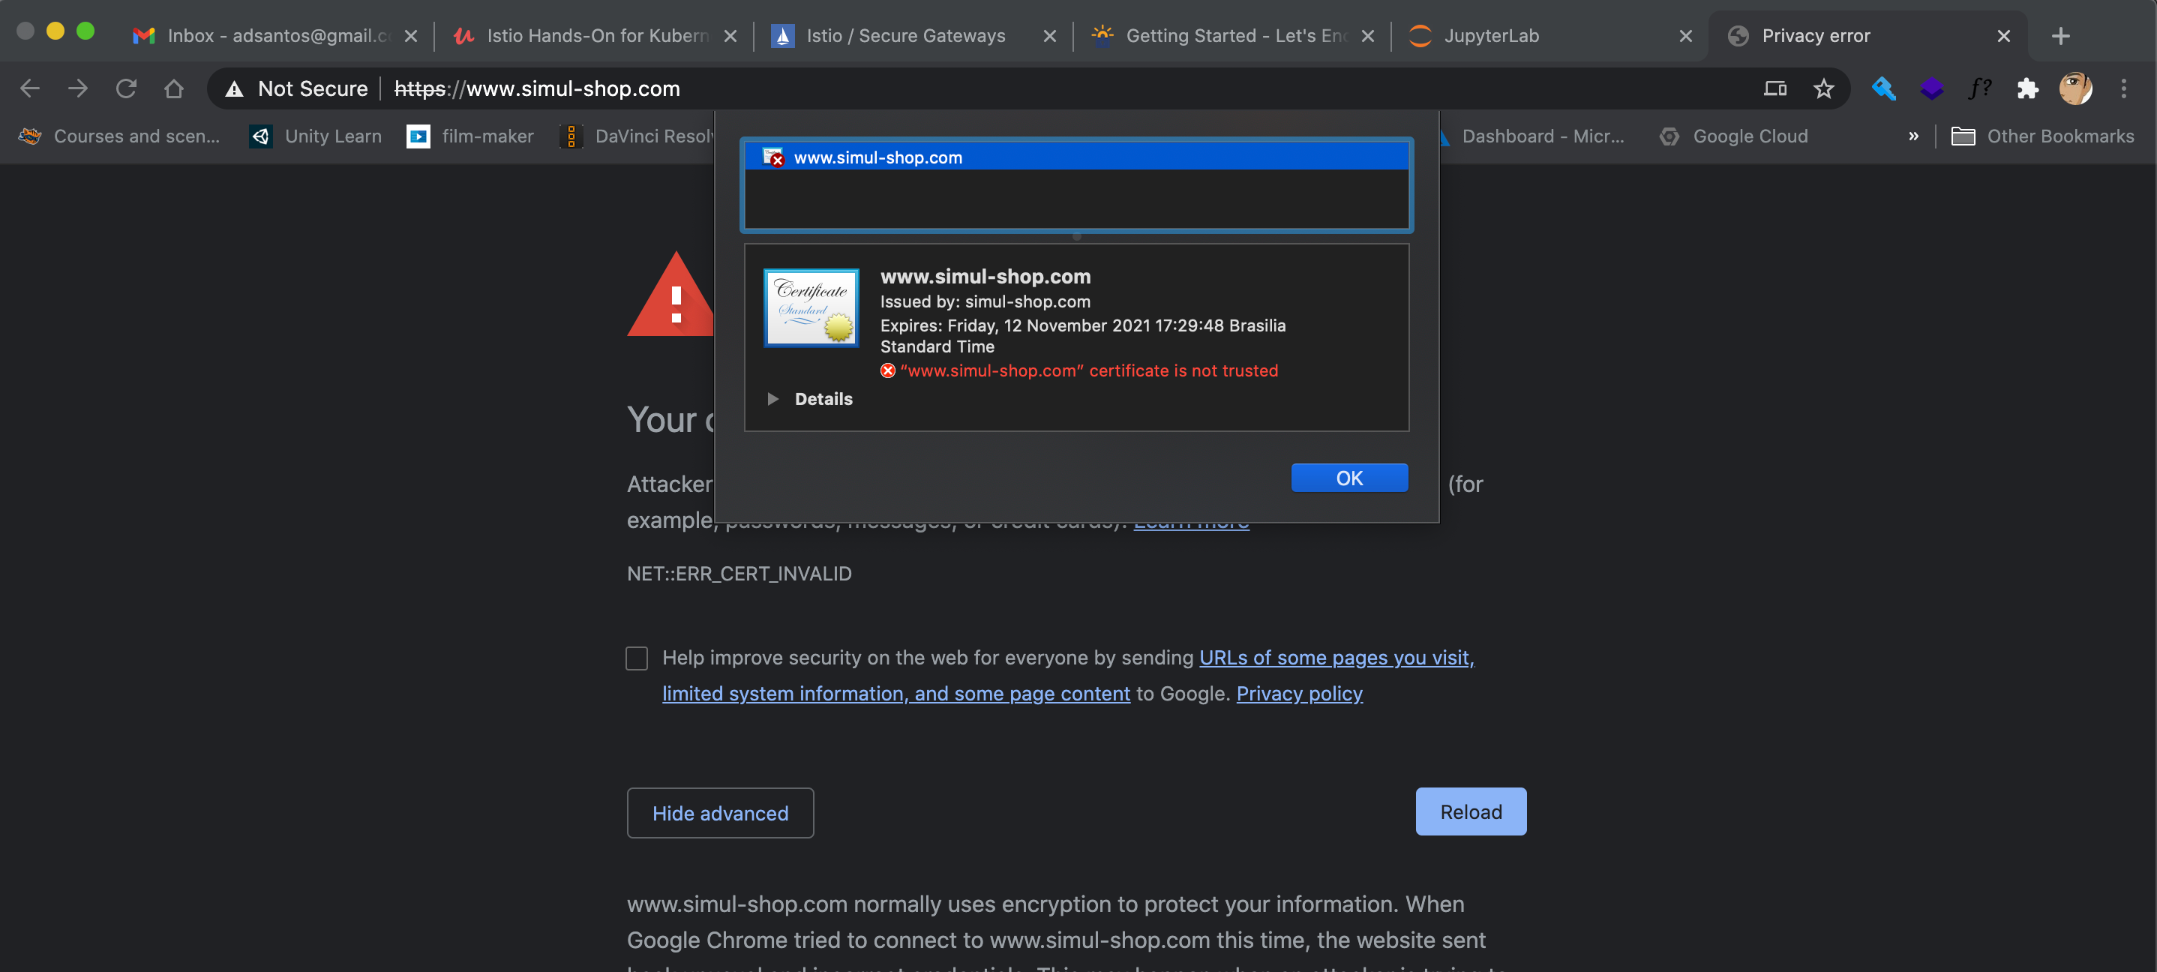 Inbox - adsantos@gmail.c
Istio Hands-On for Kubern
Istio / Secure Gateways
Getting Started - Let's Enc
JupyterLab
Privacy error
Not Secure
https://www.simul-shop.com
f?
Courses and scen...
Unity Learn
film-maker
DaVinci Resolv
Dashboard - Micr...
Google Cloud
»
Other Bookmarks
www.simul-shop.com
Certificate
Standard
www.simul-shop.com
Issued by: simul-shop.com
Expires: Friday, 12 November 2021 17:29:48 Brasilia
Standard Time
“www.simul-shop.com” certificate is not trusted
Details
OK
Your c
Attacker (for
example, passwords, messages, or credit cards). Learn more
NET::ERR_CERT_INVALID
Help improve security on the web for everyone by sending URLs of some pages you visit,
limited system information, and some page content to Google. Privacy policy
Hide advanced
Reload
www.simul-shop.com normally uses encryption to protect your information. When
Google Chrome tried to connect to www.simul-shop.com this time, the website sent